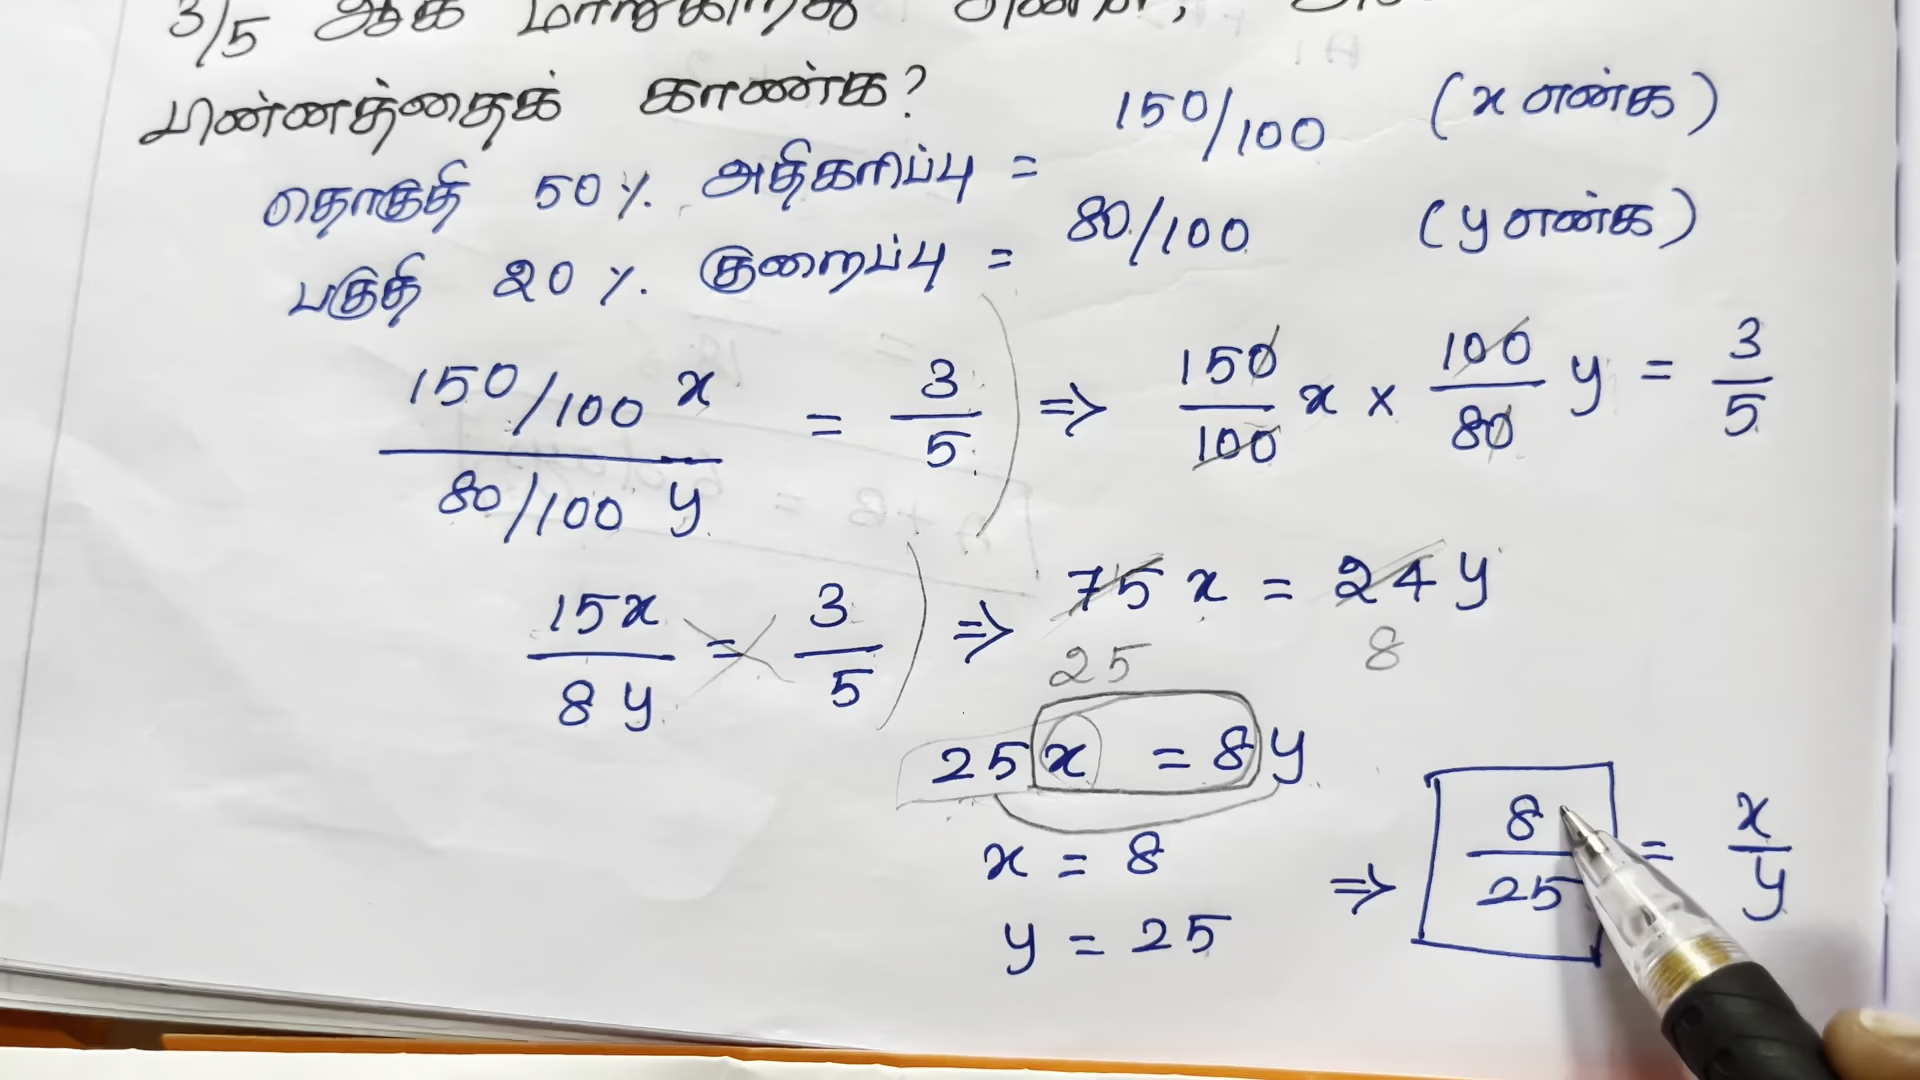 3/5 ஆக மாறுகிறது எனில்,
பின்னத்தைக் காண்க?
தொகுதி 50%. அதிகரிப்பு = 150/100 (x என்க)
பகுதி 20%. குறைப்பு = 80/100 (y என்க)
150/100 x / 80/100 y = 3/5 ⇒ 150/100 x × 100/80 y = 3/5
15x/8y = 3/5 ⇒ 75x = 24y
25 8
25x = 8y
x = 8
y = 25 ⇒ 8/25 = x/y